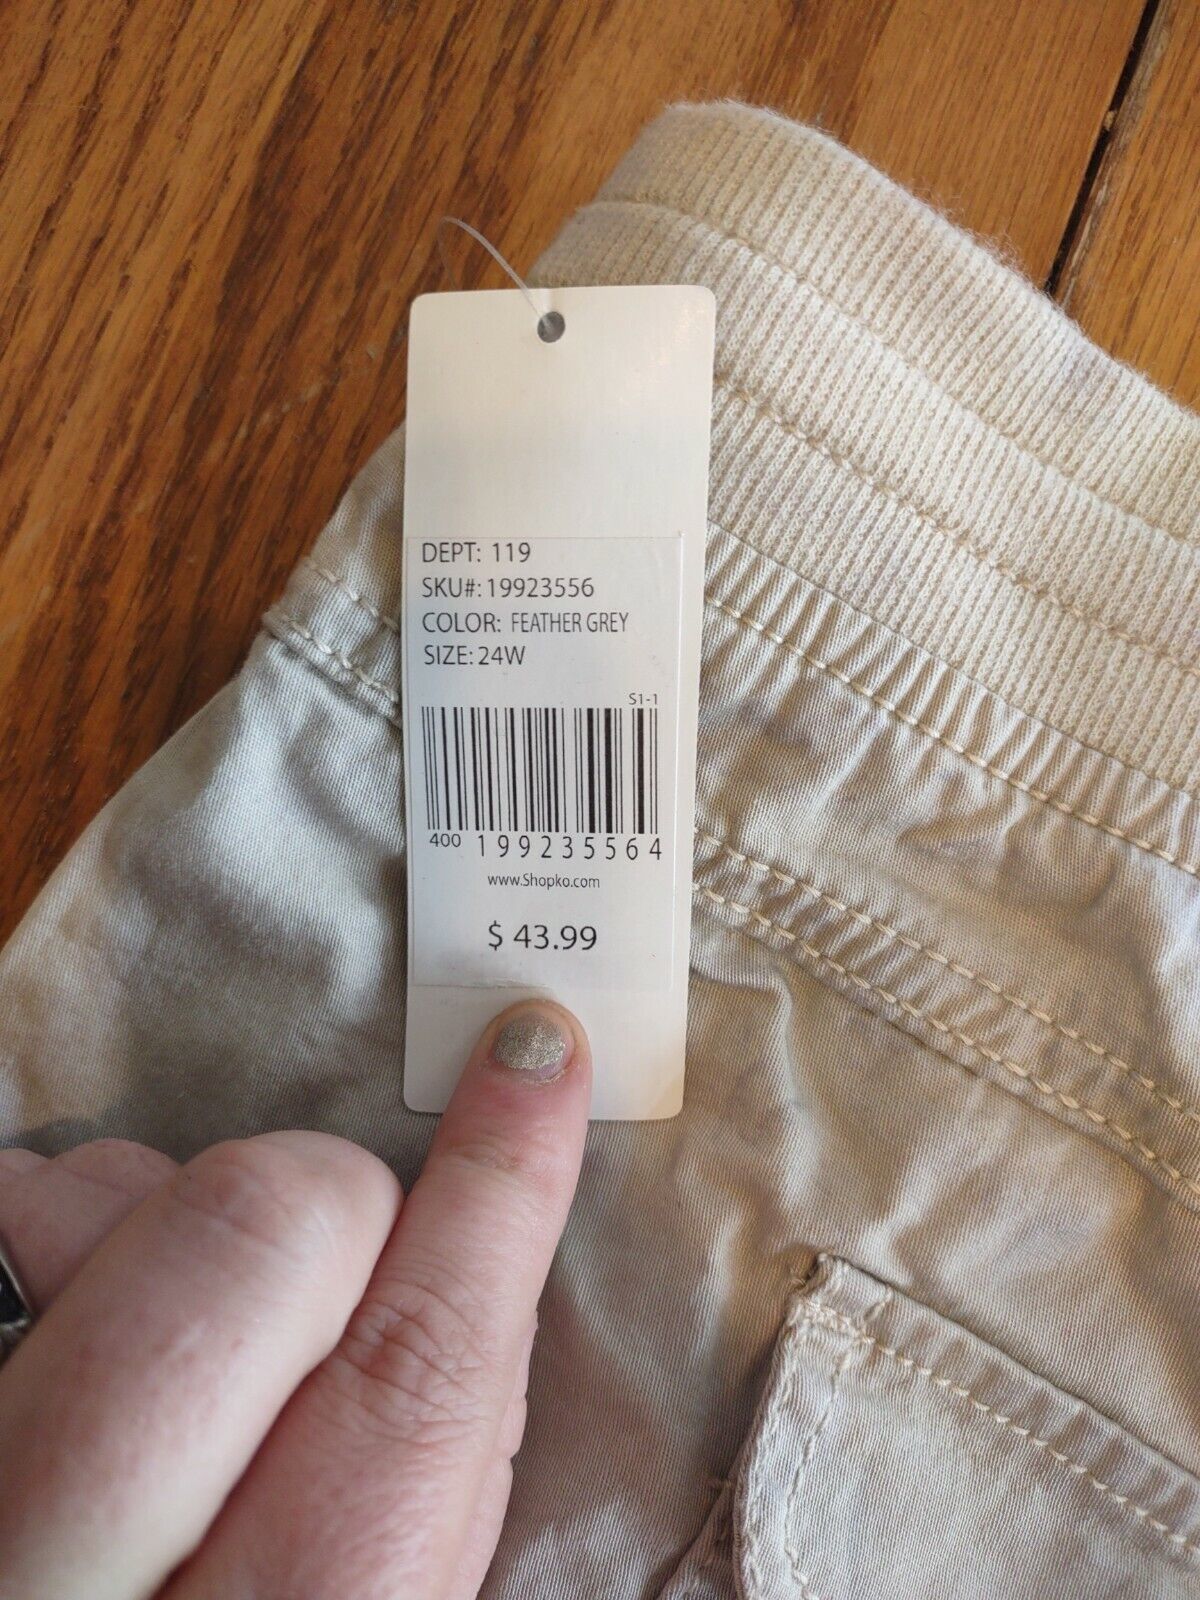 DEPT: 119
SKU#: 19923556
COLOR: FEATHER GREY
SIZE: 24W
S1-1
400 199235564
www.Shopko.com
$ 43.99